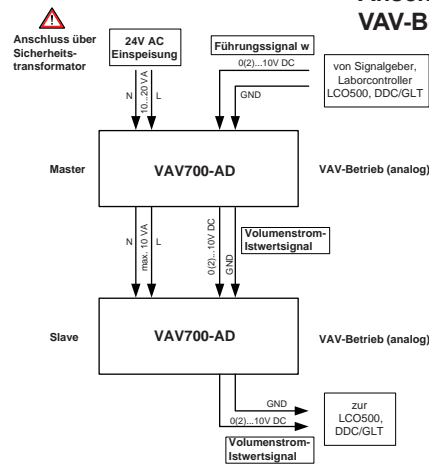 VAV-B
Anschluss über
Sicherheits-
transformator
24V AC
Einspeisung
Führungssignal w
0(2)...10V DC
GND
von Signalgeber,
Laborcontroller
LCO500, DDC/GLT
N
10...20 VA
L
Master
VAV700-AD
VAV-Betrieb (analog)
N
max. 10 VA
L
0(2)...10V DC
GND
Volumenstrom-
Istwertsignal
Slave
VAV700-AD
VAV-Betrieb (analog)
GND
0(2)...10V DC
zur
LCO500,
DDC/GLT
Volumenstrom-
Istwertsignal